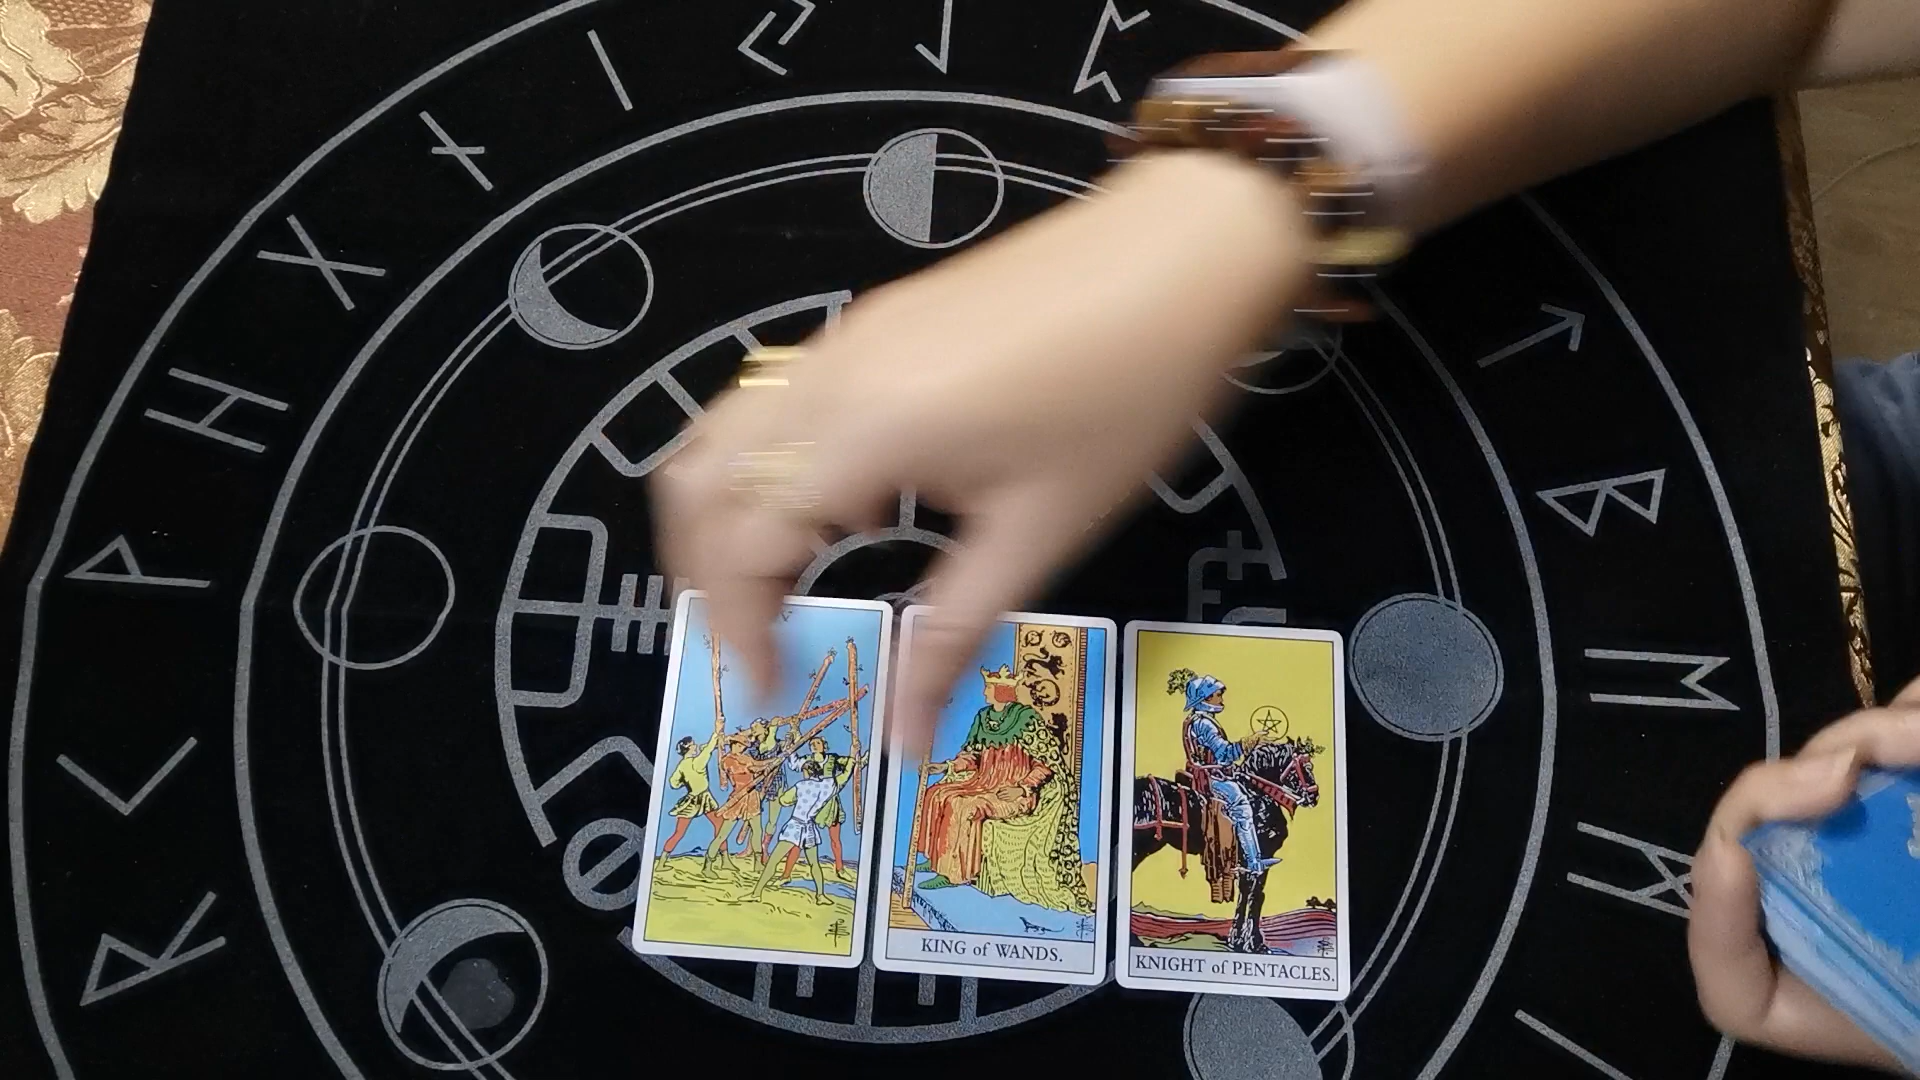 V
KING of WANDS.
KNIGHT of PENTACLES.